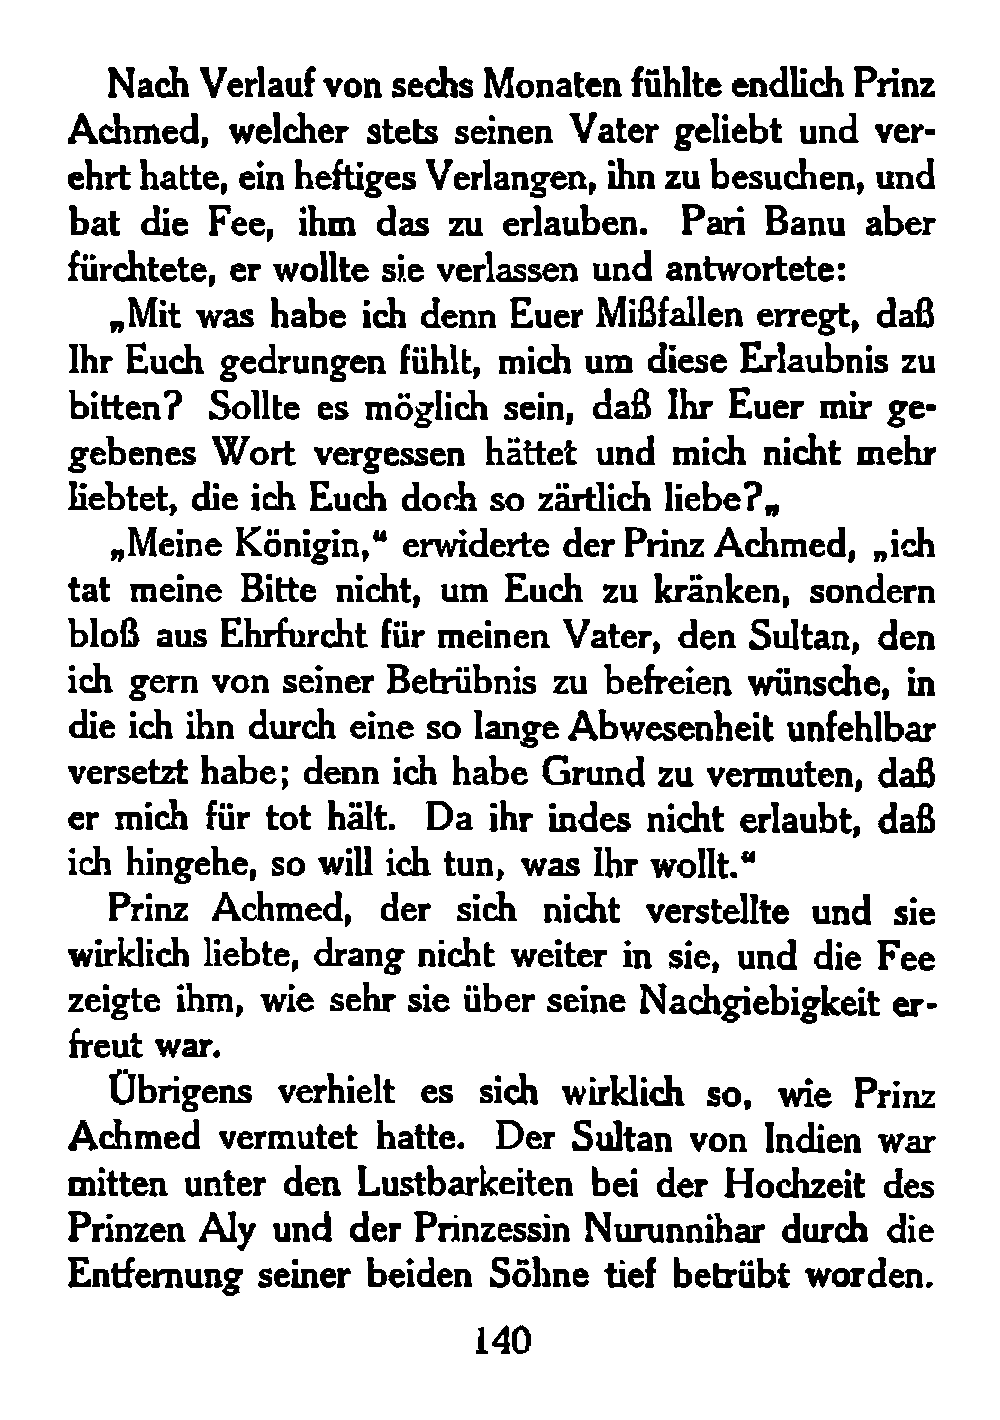 Nach Verlauf von sechs Monaten fühlte endlich Prinz
Achmed, welcher stets seinen Vater geliebt und ver-
ehrt hatte, ein heftiges Verlangen, ihn zu besuchen, und
bat die Fee, ihm das zu erlauben. Pari Banu aber
fürchtete, er wollte sie verlassen und antwortete:
„Mit was habe ich denn Euer Mißfallen erregt, daß
Ihr Euch gedrungen fühlt, mich um diese Erlaubnis zu
bitten? Sollte es möglich sein, daß Ihr Euer mir ge-
gebenes Wort vergessen hättet und mich nicht mehr
liebtet, die ich Euch doch so zärtlich liebe?„
„Meine Königin,“ erwiderte der Prinz Achmed, „ich
tat meine Bitte nicht, um Euch zu kränken, sondern
bloß aus Ehrfurcht für meinen Vater, den Sultan, den
ich gern von seiner Betrübnis zu befreien wünsche, in
die ich ihn durch eine so lange Abwesenheit unfehlbar
versetzt habe; denn ich habe Grund zu vermuten, daß
er mich für tot hält. Da ihr indes nicht erlaubt, daß
ich hingehe, so will ich tun, was Ihr wollt.“
Prinz Achmed, der sich nicht verstellte und sie
wirklich liebte, drang nicht weiter in sie, und die Fee
zeigte ihm, wie sehr sie über seine Nachgiebigkeit er-
freut war.
Übrigens verhielt es sich wirklich so, wie Prinz
Achmed vermutet hatte. Der Sultan von Indien war
mitten unter den Lustbarkeiten bei der Hochzeit des
Prinzen Aly und der Prinzessin Nurunnihar durch die
Entfernung seiner beiden Söhne tief betrübt worden.
140